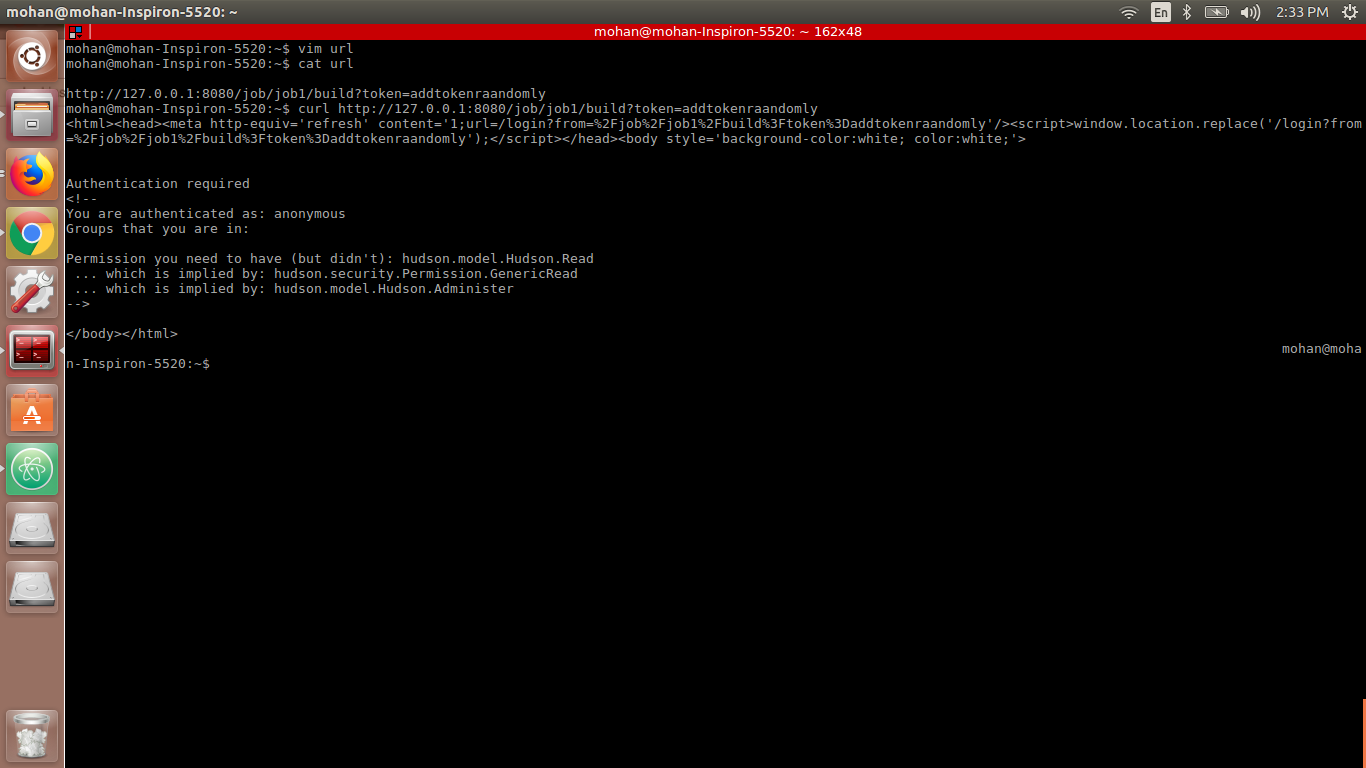 mohan@mohan-Inspiron-5520: ~
En
2:33 PM
mohan@mohan-Inspiron-5520: ~ 162x48
mohan@mohan-Inspiron-5520:~$ vim url
mohan@mohan-Inspiron-5520:~$ cat url
http://127.0.0.1:8080/job/job1/build?token=addtokenraandomly
mohan@mohan-Inspiron-5520:~$ curl http://127.0.0.1:8080/job/job1/build?token=addtokenraandomly
<html><head><meta http-equiv='refresh' content='1;url=/login?from=%2Fjob%2Fjob1%2Fbuild%3Ftoken%3Daddtokenraandomly'/><script>window.location.replace('/login?from
=%2Fjob%2Fjob1%2Fbuild%3Ftoken%3Daddtokenraandomly');</script></head><body style='background-color:white; color:white;'>
Authentication required
<!--
You are authenticated as: anonymous
Groups that you are in:
Permission you need to have (but didn't): hudson.model.Hudson.Read
 ... which is implied by: hudson.security.Permission.GenericRead
 ... which is implied by: hudson.model.Hudson.Administer
-->
</body></html>
mohan@moha
n-Inspiron-5520:~$